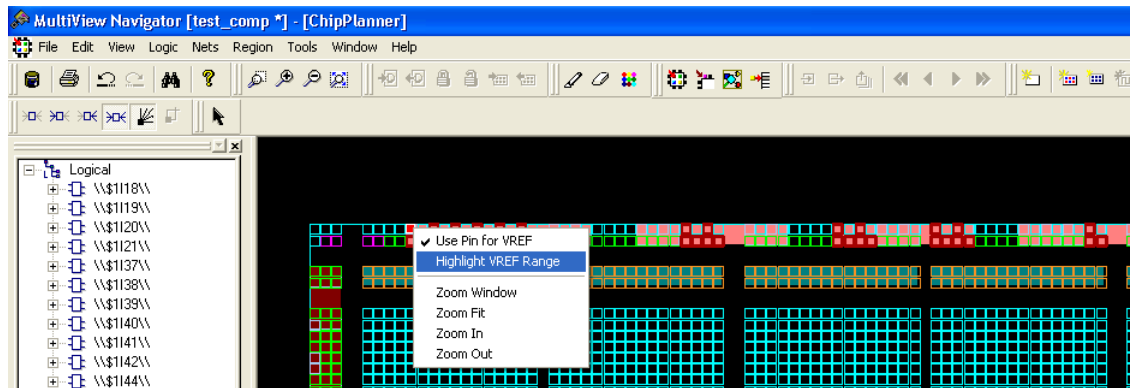 MultiView Navigator [test_comp *] - [ChipPlanner]
File Edit View Logic Nets Region Tools Window Help
Logical
\\$1I18\\
\\$1I19\\
\\$1I20\\
\\$1I21\\
\\$1I37\\
\\$1I38\\
\\$1I39\\
\\$1I40\\
\\$1I41\\
\\$1I42\\
\\$1I44\\
Use Pin for VREF
Highlight VREF Range
Zoom Window
Zoom Fit
Zoom In
Zoom Out